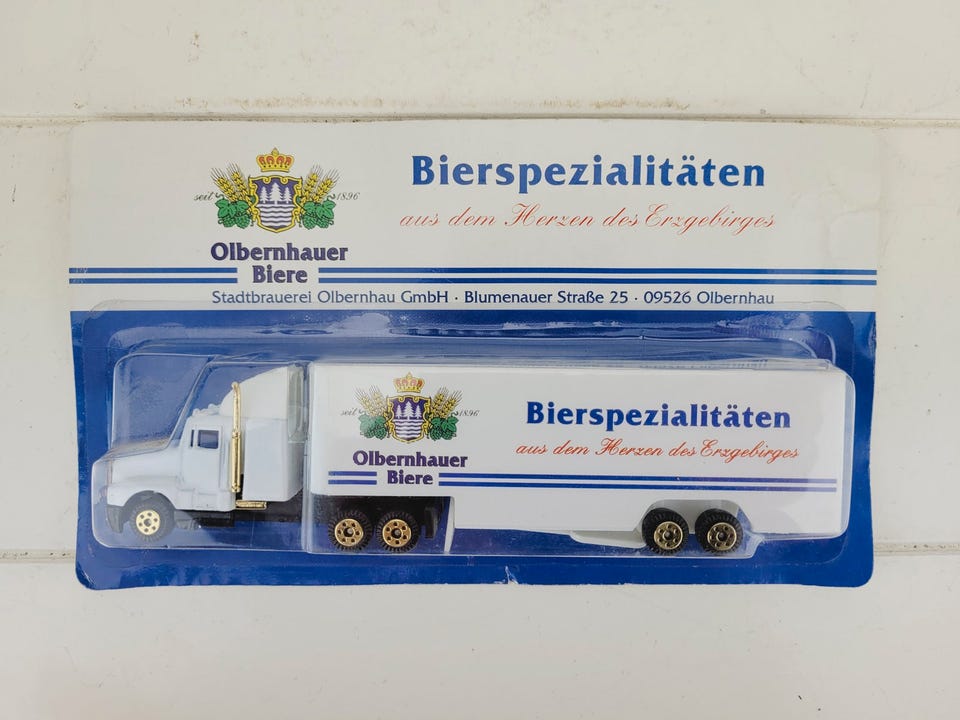 seit 1896
Olbernhauer
Biere
Bierspezialitäten
aus dem Herzen des Erzgebirges
Stadtbrauerei Olbernhau GmbH · Blumenauer Straße 25 · 09526 Olbernhau
seit 1896
Olbernhauer
Biere
Bierspezialitäten
aus dem Herzen des Erzgebirges